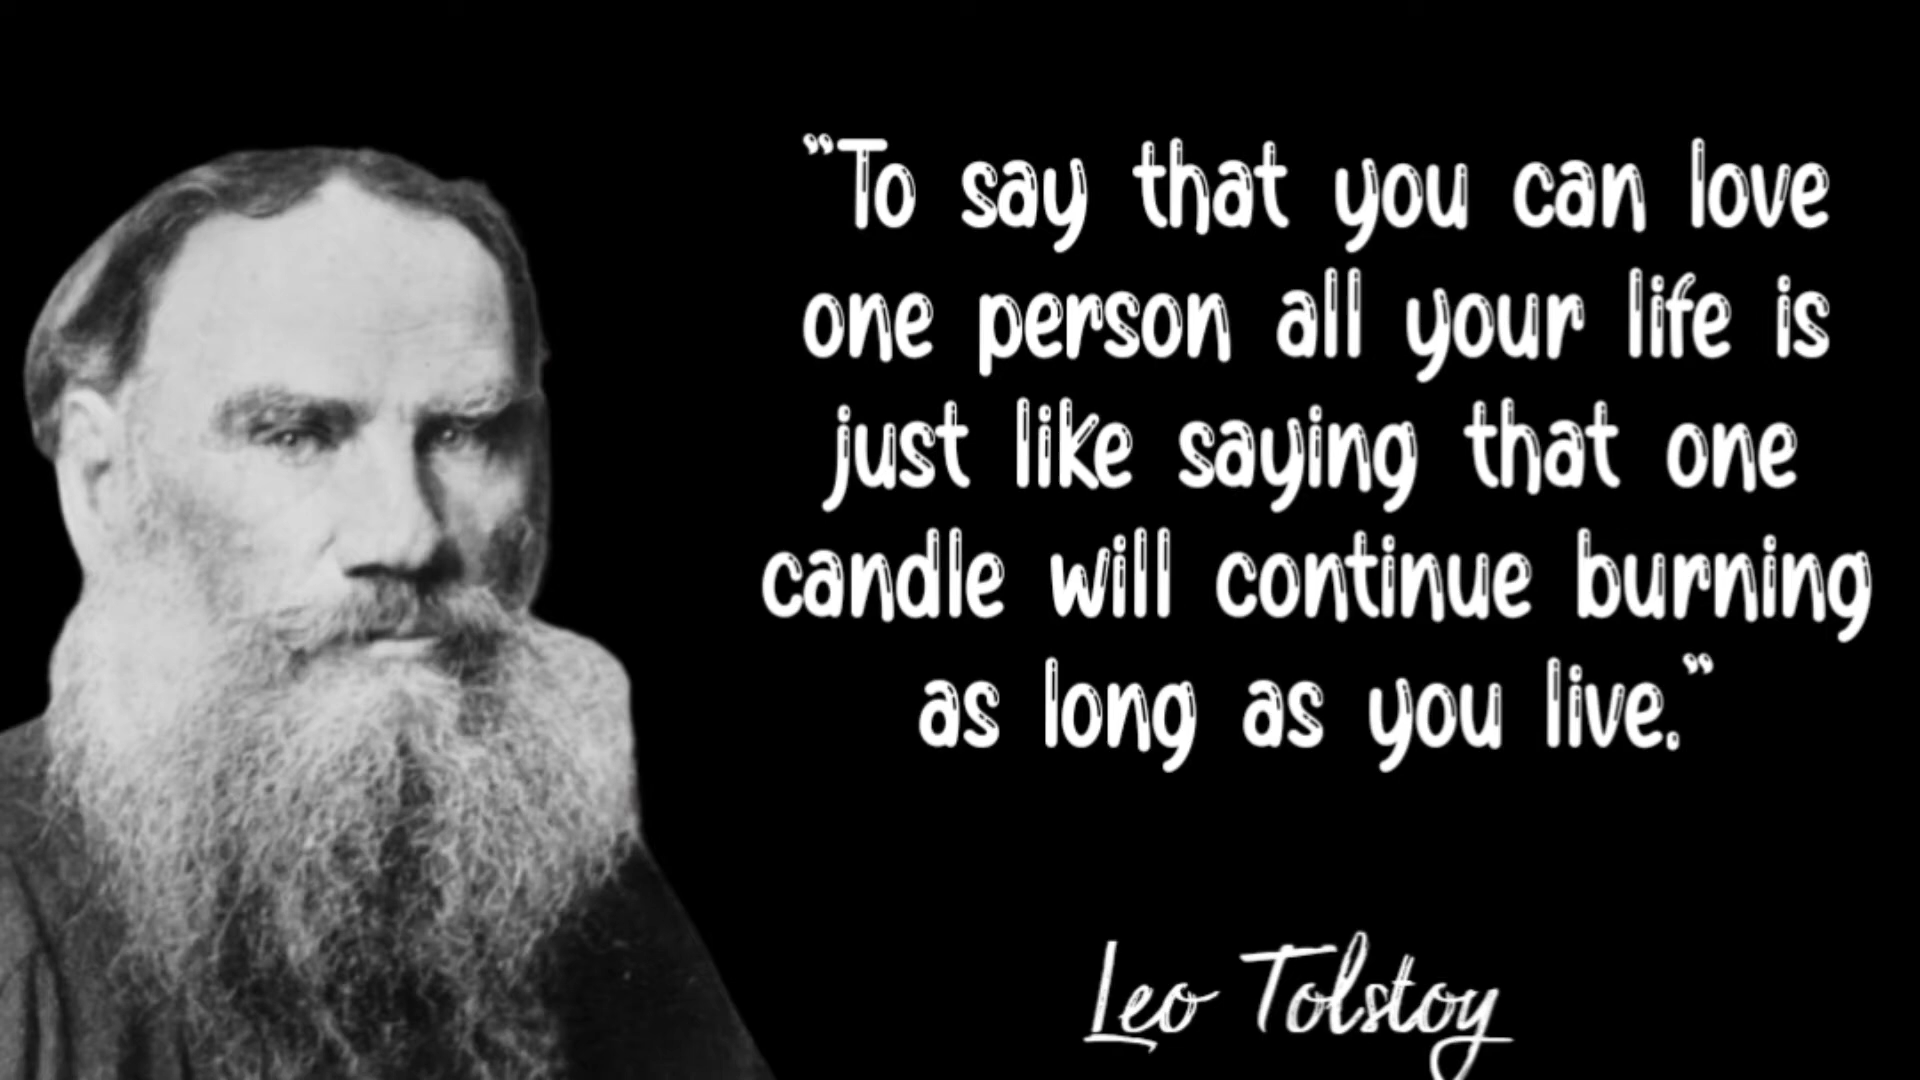 "To say that you can love
one person all your life is
just like saying that one
candle will continue burning
as long as you live."
Leo Tolstoy